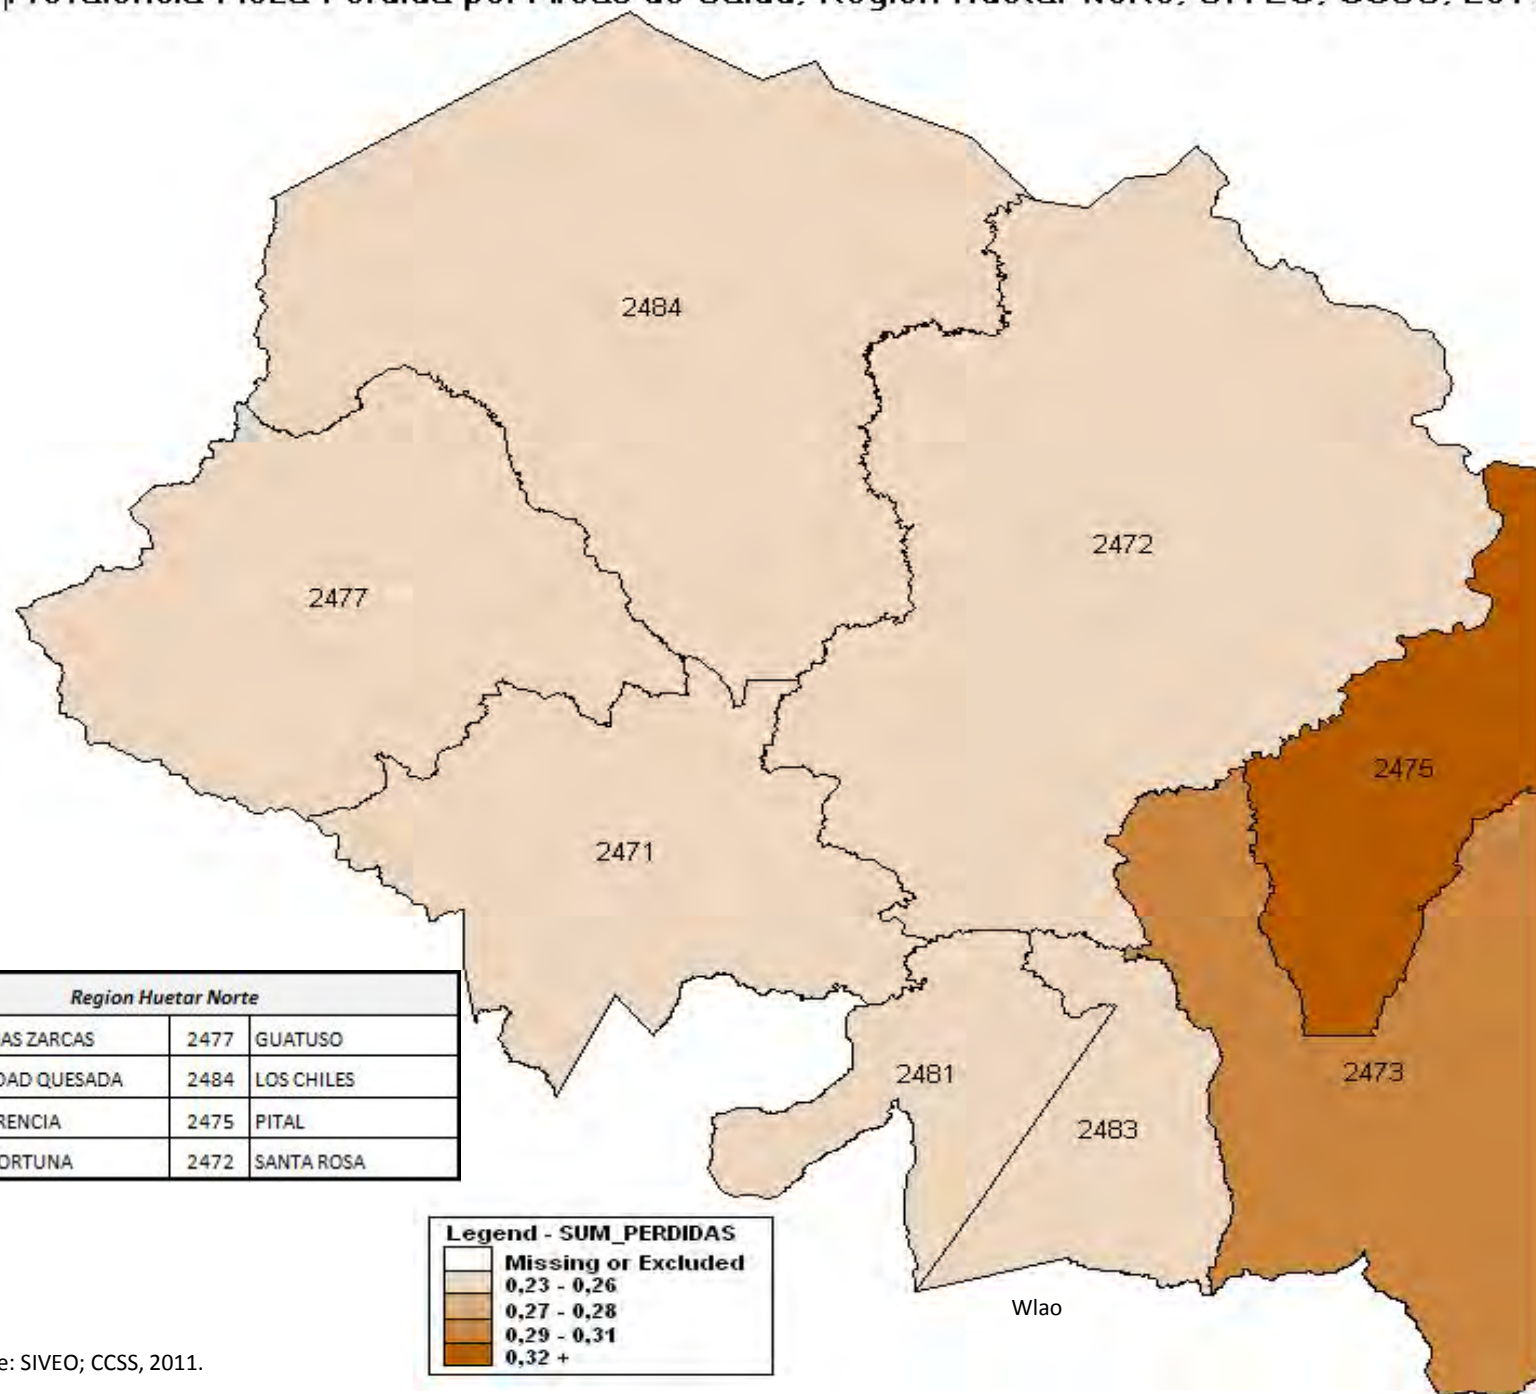 2484
2472
2477
2475
2471
2473
2481
2483
Region Huetar Norte
AS ZARCAS 2477 GUATUSO
DAD QUESADA 2484 LOS CHILES
RENCIA 2475 PITAL
ORTUNA 2472 SANTA ROSA
Legend - SUM_PERDIDAS
Missing or Excluded
0,23 - 0,26
0,27 - 0,28
0,29 - 0,31
0,32 +
Wlao
e: SIVEO; CCSS, 2011.